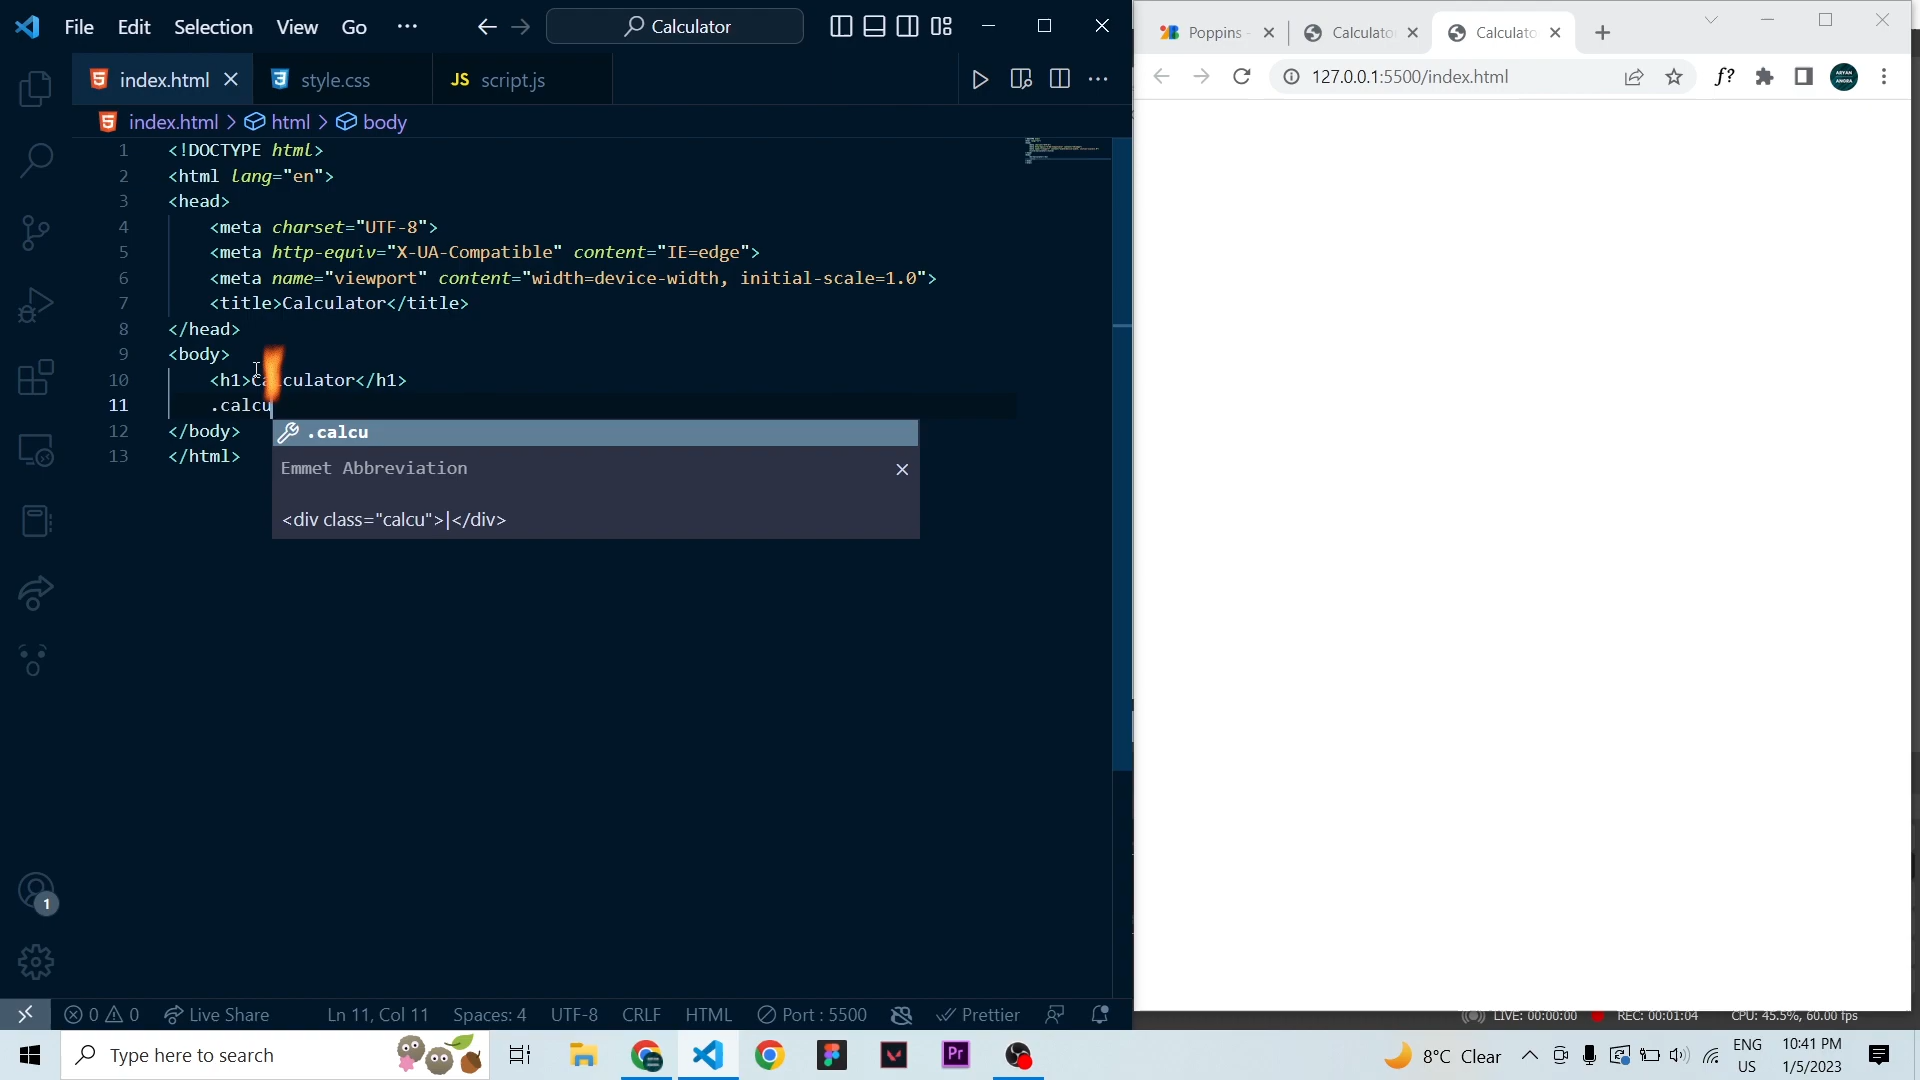 File Edit Selection View Go ··· Calculator
index.html style.css JS script.js
index.html > html > body
1 <!DOCTYPE html>
2 <html lang="en">
3 <head>
4 <meta charset="UTF-8">
5 <meta http-equiv="X-UA-Compatible" content="IE=edge">
6 <meta name="viewport" content="width=device-width, initial-scale=1.0">
7 <title>Calculator</title>
8 </head>
9 <body>
10 <h1>Calculator</h1>
11 .calcu
12 </body>
13 </html>
.calcu
Emmet Abbreviation
<div class="calcu">|</div>
1
0 0 Live Share Ln 11, Col 11 Spaces: 4 UTF-8 CRLF HTML Port : 5500 Prettier
Poppins - Calculato Calculato
127.0.0.1:5500/index.html f?
LIVE: 00:00:00 REC: 00:01:04 CPU: 45.5%, 60.00 fps
Type here to search Pr 8°C Clear ENG US 10:41 PM 1/5/2023